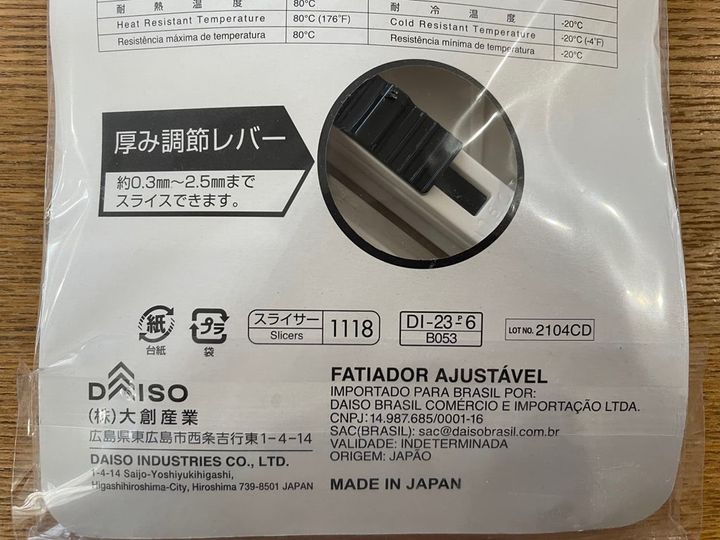 耐熱温度 80℃
耐冷温度 -20℃
Heat Resistant Temperature 80℃ (176˚F)
Cold Resistant Temperature -20℃ (-4˚F)
Resistência máxima de temperatura 80℃
Resistência mínima de temperatura -20℃
厚み調節レバー
約0.3mm～2.5mmまで
スライスできます。
紙
台紙
プラ
袋
スライサー
Slicers
1118
DI-23-P-6
B053
LOT NO. 2104CD
DAISO
(株)大創産業
広島県東広島市西条吉行東1-4-14
DAISO INDUSTRIES CO., LTD.
1-4-14 Saijo-Yoshiyukihigashi,
Higashihiroshima-City, Hiroshima 739-8501 JAPAN
FATIADOR AJUSTÁVEL
IMPORTADO PARA BRASIL POR:
DAISO BRASIL COMÉRCIO E IMPORTAÇÃO LTDA.
CNPJ:14.987.685/0001-16
SAC(BRASIL): sac@daisobrasil.com.br
VALIDADE: INDETERMINADA
ORIGEM: JAPÃO
MADE IN JAPAN